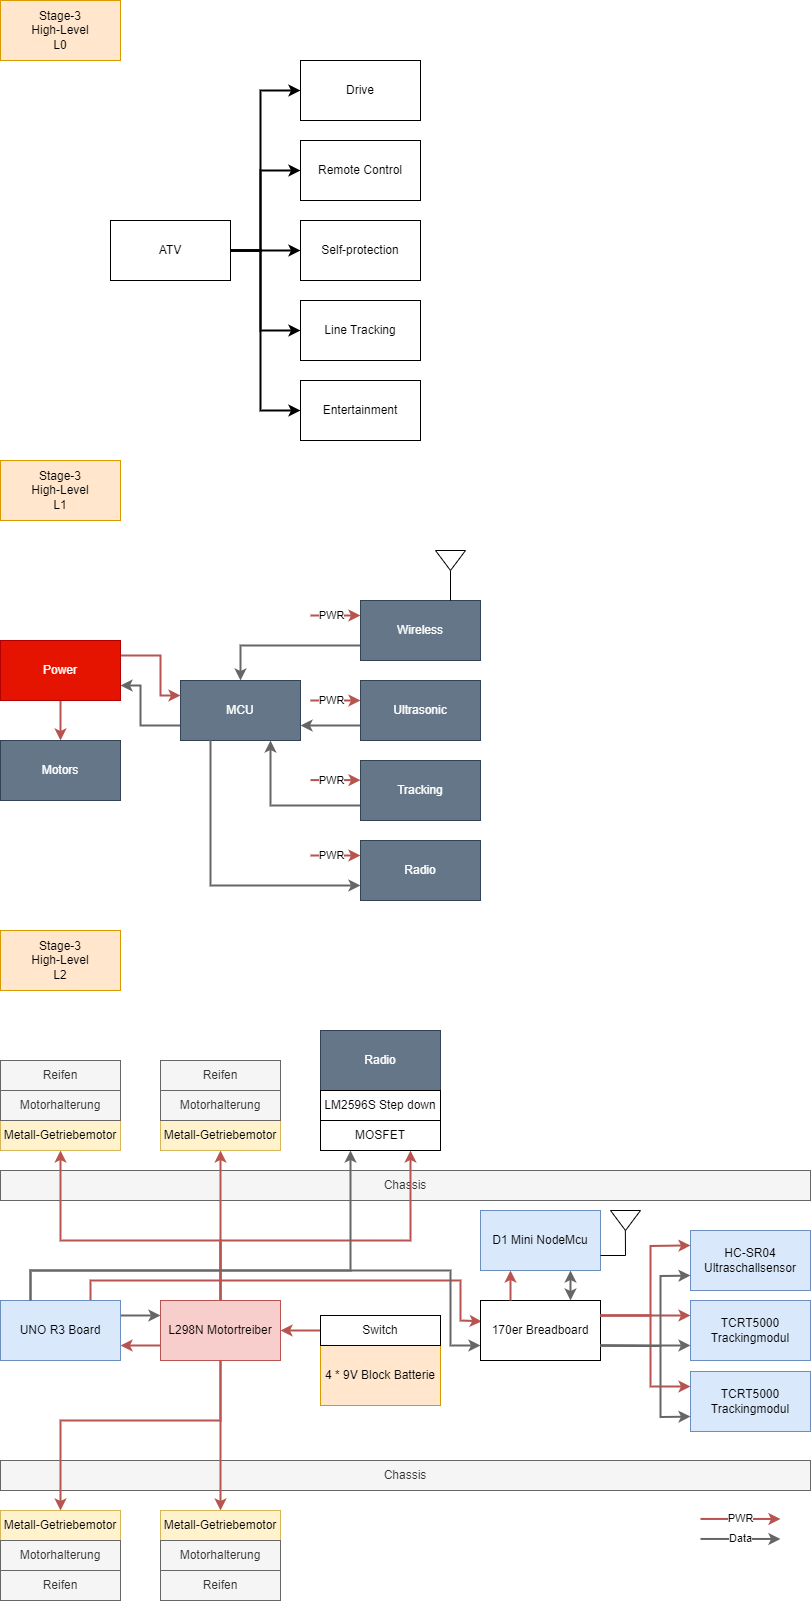 Stage-3
High-Level
L0
Drive
Remote Control
ATV
Self-protection
Line Tracking
Entertainment
Stage-3
High-Level
L1
PWR
Wireless
Power
PWR
MCU
Ultrasonic
Motors
PWR
Tracking
PWR
Radio
Stage-3
High-Level
L2
Radio
Reifen
Reifen
Motorhalterung
Motorhalterung
LM2596S Step down
Metall-Getriebemotor
Metall-Getriebemotor
MOSFET
Chassis
D1 Mini NodeMcu
HC-SR04
Ultraschallsensor
UNO R3 Board
L298N Motortreiber
Switch
170er Breadboard
TCRT5000
Trackingmodul
4 * 9V Block Batterie
TCRT5000
Trackingmodul
Chassis
Metall-Getriebemotor
Metall-Getriebemotor
Motorhalterung
Motorhalterung
Reifen
Reifen
PWR
Data